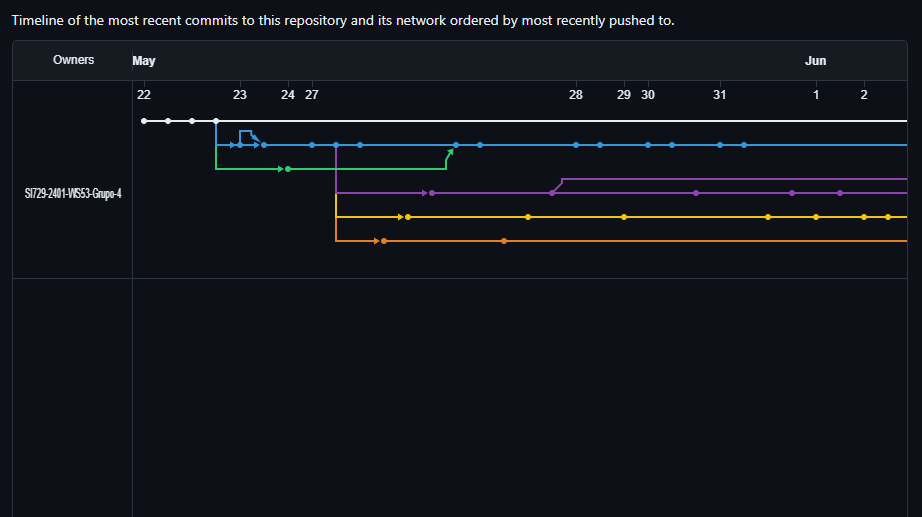 Timeline of the most recent commits to this repository and its network ordered by most recently pushed to.
Owners May Jun
22 23 24 27 28 29 30 31 1 2
SI729-2401-WS53-Grupo-4